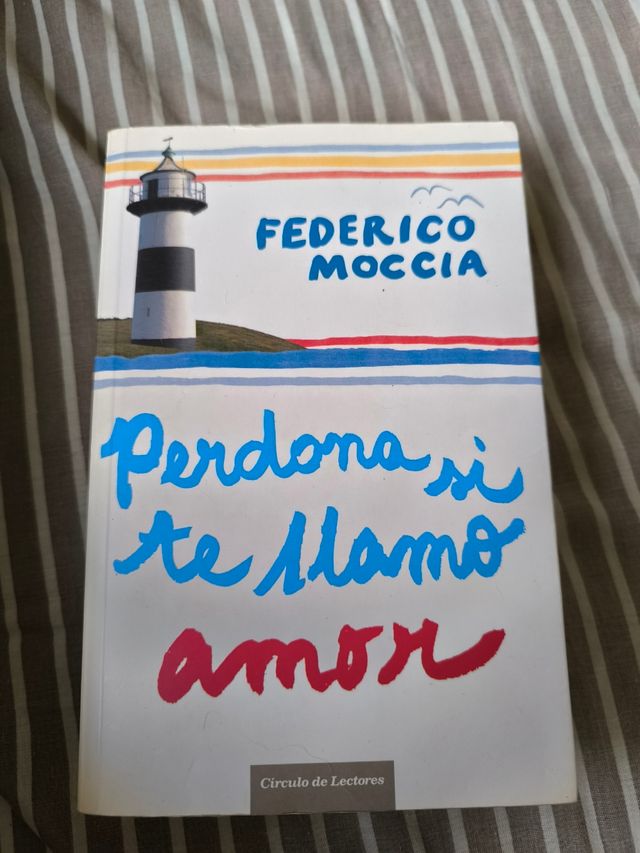 FEDERICO
MOCCIA
Perdona si
te llamo
amor
Círculo de Lectores